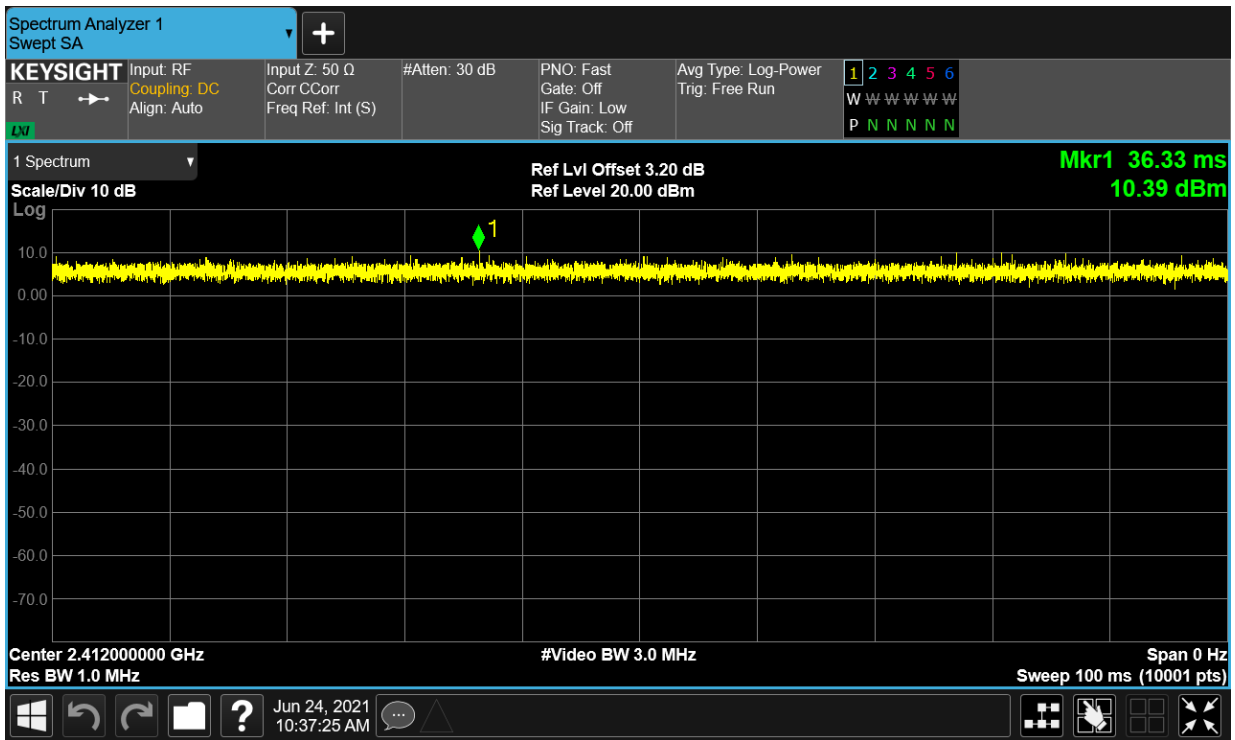 Spectrum Analyzer 1
Swept SA
KEYSIGHT
R T
LXI
Input: RF
Coupling: DC
Align: Auto
Input Z: 50 Ω
Corr CCorr
Freq Ref: Int (S)
#Atten: 30 dB
PNO: Fast
Gate: Off
IF Gain: Low
Sig Track: Off
Avg Type: Log-Power
Trig: Free Run
1 2 3 4 5 6
W W W W W W
P N N N N N
1 Spectrum
Scale/Div 10 dB
Log
Ref Lvl Offset 3.20 dB
Ref Level 20.00 dBm
Mkr1 36.33 ms
10.39 dBm
1
10.0
0.00
-10.0
-20.0
-30.0
-40.0
-50.0
-60.0
-70.0
Center 2.412000000 GHz
Res BW 1.0 MHz
#Video BW 3.0 MHz
Span 0 Hz
Sweep 100 ms (10001 pts)
?
Jun 24, 2021
10:37:25 AM